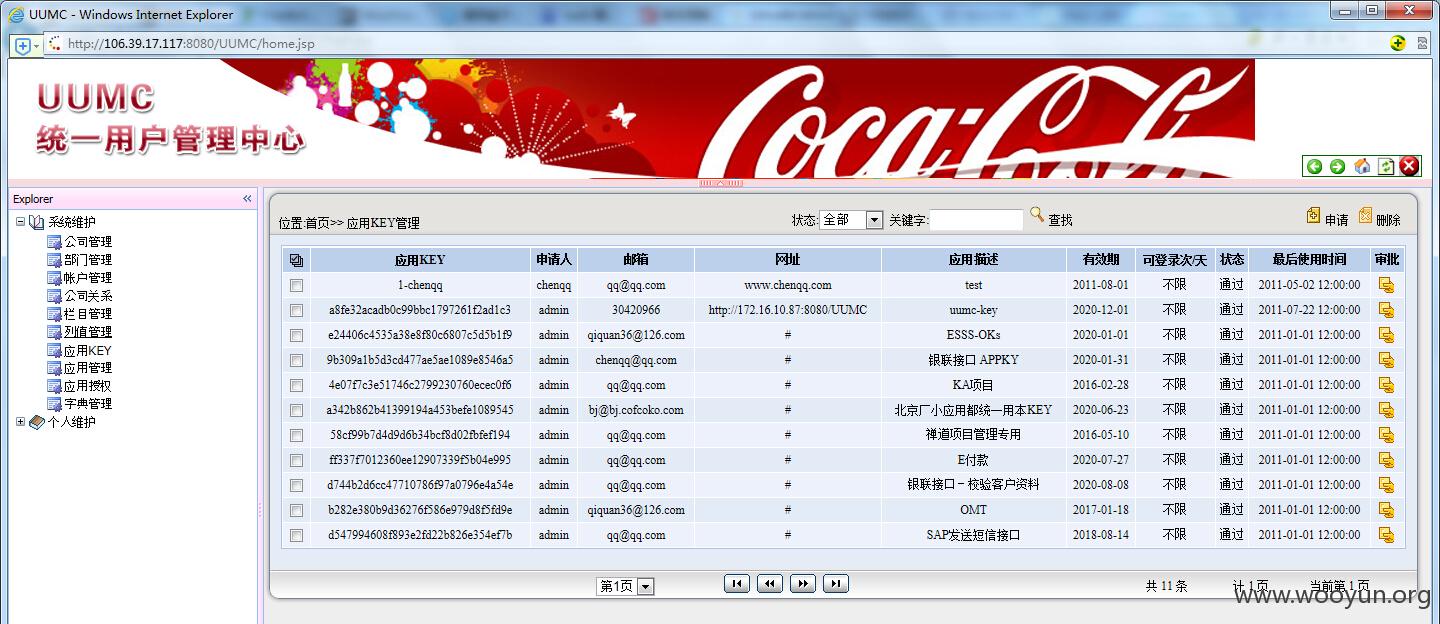 UUMC - Windows Internet Explorer
http://106.39.17.117:8080/UUMC/home.jsp
UUMC
统一用户管理中心
Coca-Cola
Explorer
系统维护
公司管理
部门管理
帐户管理
公司关系
栏目管理
列值管理
应用KEY
应用管理
应用授权
字典管理
个人维护
位置:首页>> 应用KEY管理 状态: 全部 关键字: 查找 申请 删除
应用KEY 申请人 邮箱 网址 应用描述 有效期 可登录次/天 状态 最后使用时间 审批
1-chenqq chenqq qq@qq.com www.chenqq.com test 2011-08-01 不限 通过 2011-05-02 12:00:00
a8fe32acadb0c99bbc1797261f2ad1c3 admin 30420966 http://172.16.10.87:8080/UUMC uumc-key 2020-12-01 不限 通过 2011-07-22 12:00:00
e24406c4535a38e8f80c6807c5d5b1f9 admin qiquan36@126.com # ESSS-OKs 2020-01-01 不限 通过 2011-01-01 12:00:00
9b309a1b5d3cd477ae5ae1089e8546a5 admin chenqq@qq.com # 银联接口 APPKY 2020-01-31 不限 通过 2011-01-01 12:00:00
4e07f7c3e51746c2799230760ecec0f6 admin qq@qq.com # KA项目 2016-02-28 不限 通过 2011-01-01 12:00:00
a342b862b41399194a453befe1089545 admin bj@bj.cofcoko.com # 北京厂小应用都统一用本KEY 2020-06-23 不限 通过 2011-01-01 12:00:00
58cf99b7d4d9d6b34bcf8d02fbfef194 admin qq@qq.com # 禅道项目管理专用 2016-05-10 不限 通过 2011-01-01 12:00:00
ff337f7012360ee12907339f5b04e995 admin qq@qq.com # E付款 2020-07-27 不限 通过 2011-01-01 12:00:00
d744b2d6cc47710786f97a0796e4a54e admin qq@qq.com # 银联接口－校验客户资料 2020-08-08 不限 通过 2011-01-01 12:00:00
b282e380b9d36276f586e979d8f5fd9e admin qiquan36@126.com # OMT 2017-01-18 不限 通过 2011-01-01 12:00:00
d547994608f893e2fd22b826e354ef7b admin qq@qq.com # SAP发送短信接口 2018-08-14 不限 通过 2011-01-01 12:00:00
第1页 共 11 条 计 1页 当前第 1 页
www.wooyun.org